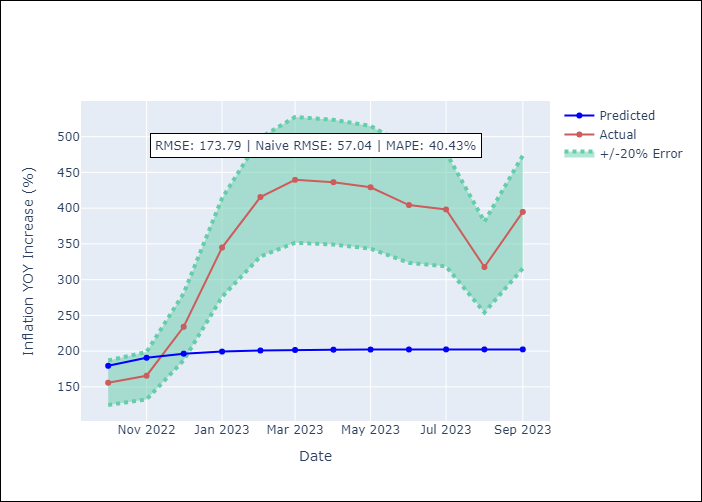 Predicted
Actual
+/-20% Error
RMSE: 173.79 | Naive RMSE: 57.04 | MAPE: 40.43%
Inflation YOY Increase (%)
500
450
400
350
300
250
200
150
Nov 2022
Jan 2023
Mar 2023
May 2023
Jul 2023
Sep 2023
Date